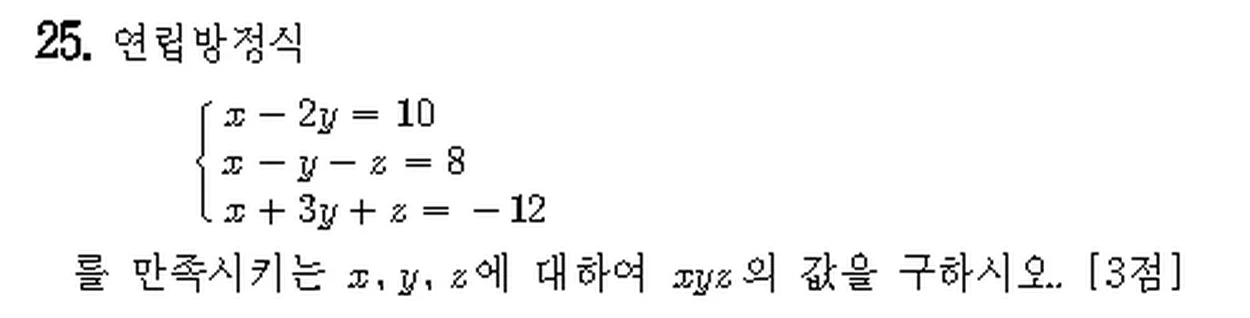 25. 연립방정식
x − 2y = 10
x − y − z = 8
x + 3y + z = −12
를 만족시키는 x, y, z에 대하여 xyz의 값을 구하시오.. [3점]